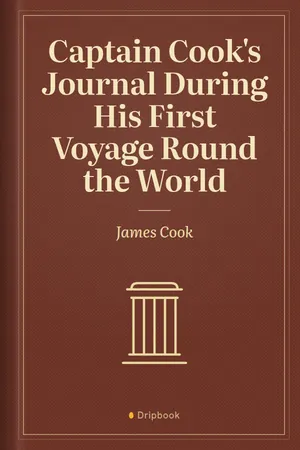 Captain Cook's
Journal During
His First
Voyage Round
the World
James Cook
Dripbook